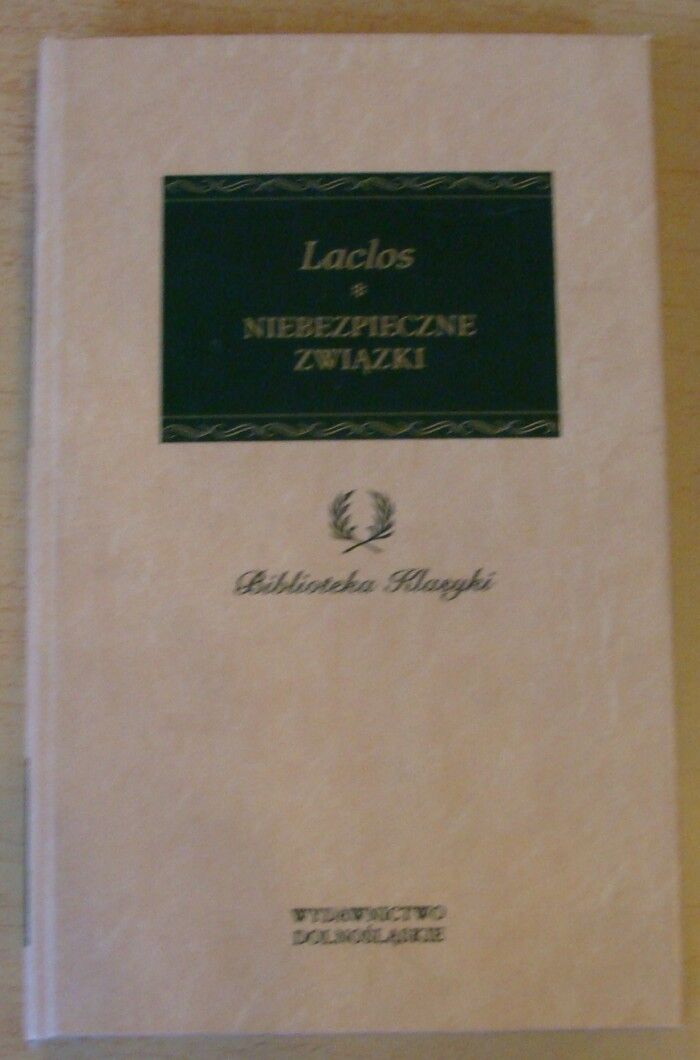 Laclos
*
NIEBEZPIECZNE
ZWIĄZKI
Biblioteka Klasyki
WYDAWNICTWO
DOLNOŚLĄSKIE